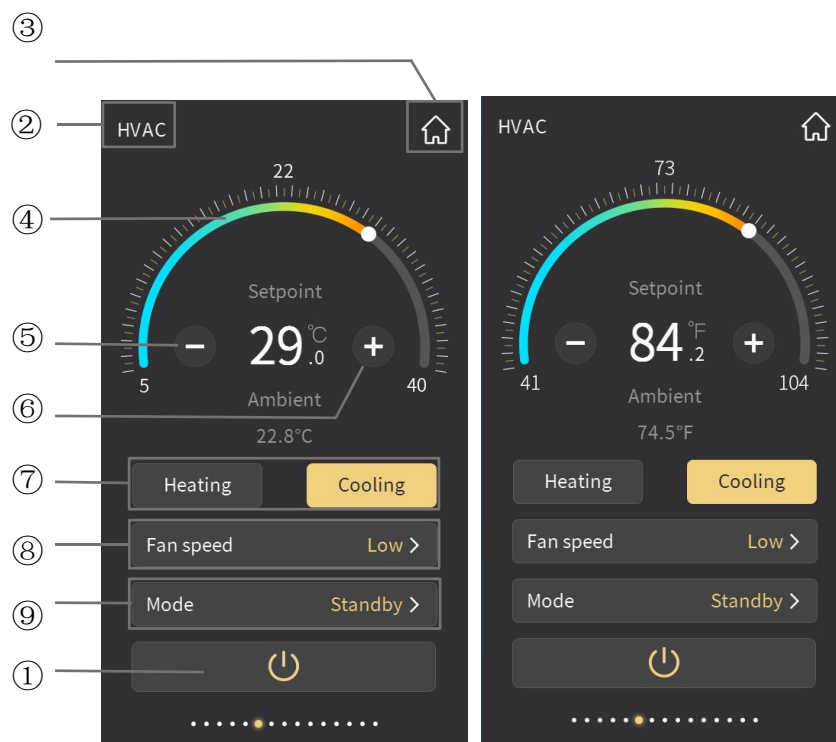 ③
② HVAC
22
④
Setpoint
⑤ − 29.0 °C +
5 40
⑥ Ambient
22.8°C
⑦ Heating Cooling
⑧ Fan speed Low >
⑨ Mode Standby >
①
HVAC
73
Setpoint
− 84.2 °F +
41 104
Ambient
74.5°F
Heating Cooling
Fan speed Low >
Mode Standby >